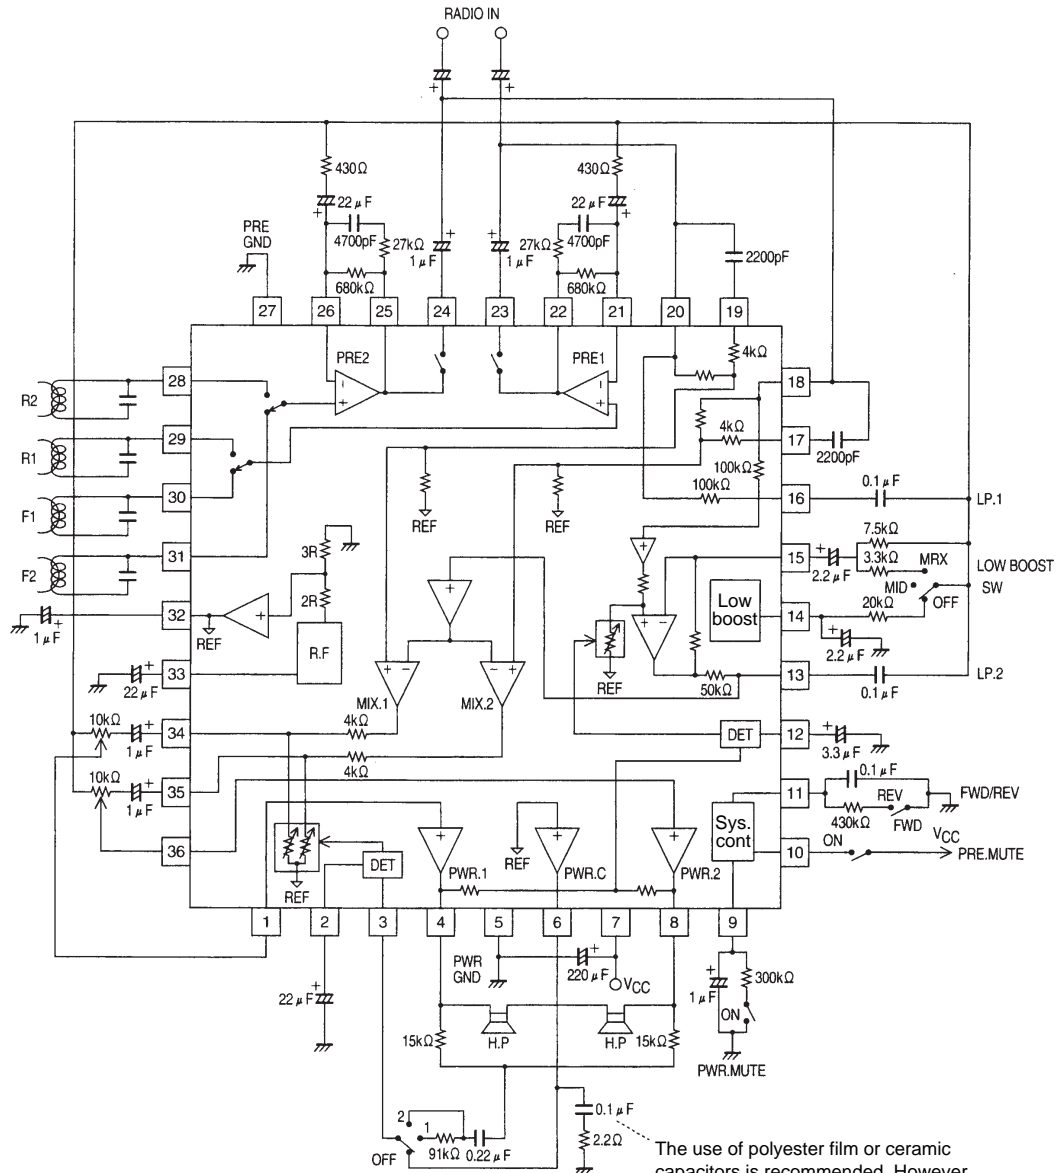 RADIO IN
+
+
430Ω
430Ω
22 μF
22 μF
+
+
PRE
GND
4700pF
27kΩ
1 μF
+
+
1 μF
27kΩ
4700pF
2200pF
680kΩ
680kΩ
27
26
25
24
23
22
21
20
19
PRE2
PRE1
4kΩ
28
18
R2
29
4kΩ
17
R1
2200pF
100kΩ
30
100kΩ
16
0.1 μF
LP.1
F1
REF
REF
31
15
7.5kΩ
3.3kΩ
MRX
LOW BOOST
SW
F2
3R
2.2 μF
MID
OFF
32
2R
Low
boost
14
20kΩ
1 μF
REF
R.F
2.2 μF
33
REF
13
LP.2
22 μF
MIX.1
MIX.2
50kΩ
0.1 μF
10kΩ
34
4kΩ
DET
12
1 μF
4kΩ
3.3 μF
10kΩ
35
11
0.1 μF
1 μF
REV
FWD/REV
430kΩ
FWD
36
REF
Sys.
cont
10
ON
VCC
PRE.MUTE
DET
PWR.1
PWR.C
PWR.2
REF
1
2
3
4
5
6
7
8
9
PWR
GND
220 μF
VCC
1 μF
300kΩ
22 μF
ON
15kΩ
H.P
H.P
15kΩ
PWR.MUTE
2
1
0.1 μF
OFF
91kΩ
0.22 μF
2.2Ω
The use of polyester film or ceramic
capacitors is recommended. However